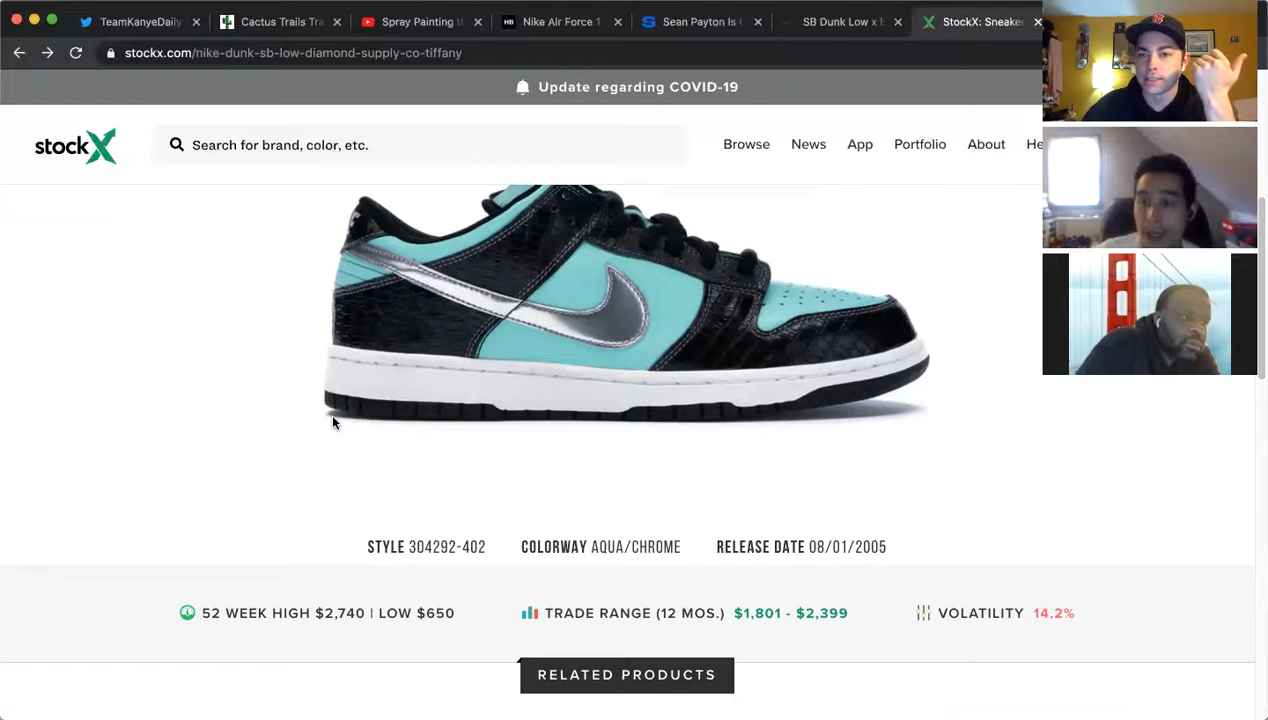 TeamKanyeDaily
Cactus Trails Tra
Spray Painting t
HB
Nike Air Force 1
Sean Payton Is
SB Dunk Low x
StockX: Sneake
stockx.com/nike-dunk-sb-low-diamond-supply-co-tiffany
Update regarding COVID-19
stockX
Search for brand, color, etc.
Browse
News
App
Portfolio
About
He
STYLE 304292-402
COLORWAY AQUA/CHROME
RELEASE DATE 08/01/2005
52 WEEK HIGH $2,740 | LOW $650
TRADE RANGE (12 MOS.) $1,801 - $2,399
VOLATILITY 14.2%
RELATED PRODUCTS